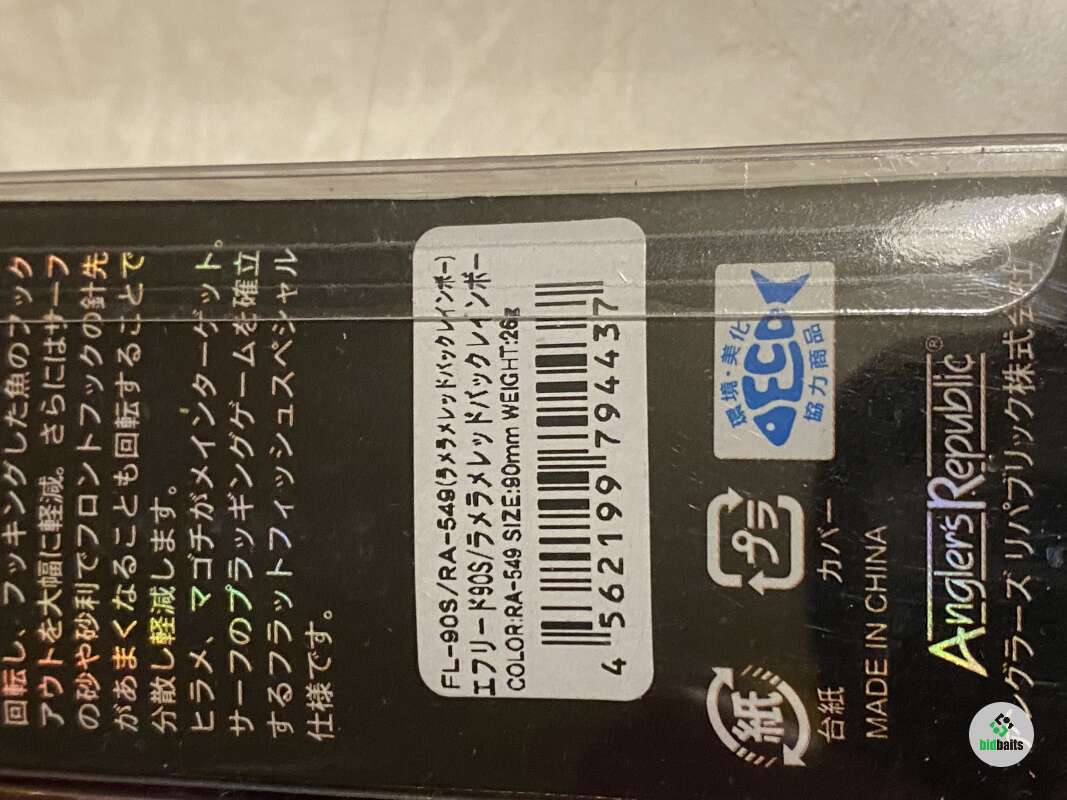 回転し、フッキングした魚のフック
アウトを大幅に軽減。さらにはサーフ
の砂や砂利でフロントフックの針先
があまくなることも回転することで
分散し軽減します。
ヒラメ、マゴチがメインターゲット。
サーフのプラッギングゲームを確立
するフラットフィッシュスペシャル
仕様です。
FL-90S/RA-549(ラメラメレッドバックレインボー)
エフリード90S/ラメラメレッドバックレインボー
COLOR:RA-549 SIZE:90mm WEIGHT:26g
4 562199 794437
環境・美化
ECO
協力商品
プラ
カバー
紙
台紙
MADE IN CHINA
Angler's Republic®
ングラーズ リパブリック株式会社
bidbaits